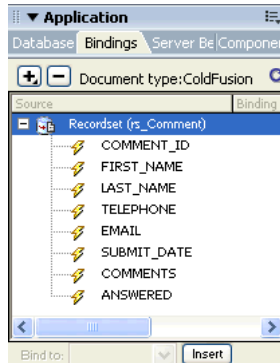 ▼ Application
Database Bindings Server Be Componer
Document type:ColdFusion
Source Binding
Recordset (rs_Comment)
COMMENT_ID
FIRST_NAME
LAST_NAME
TELEPHONE
EMAIL
SUBMIT_DATE
COMMENTS
ANSWERED
Bind to: Insert